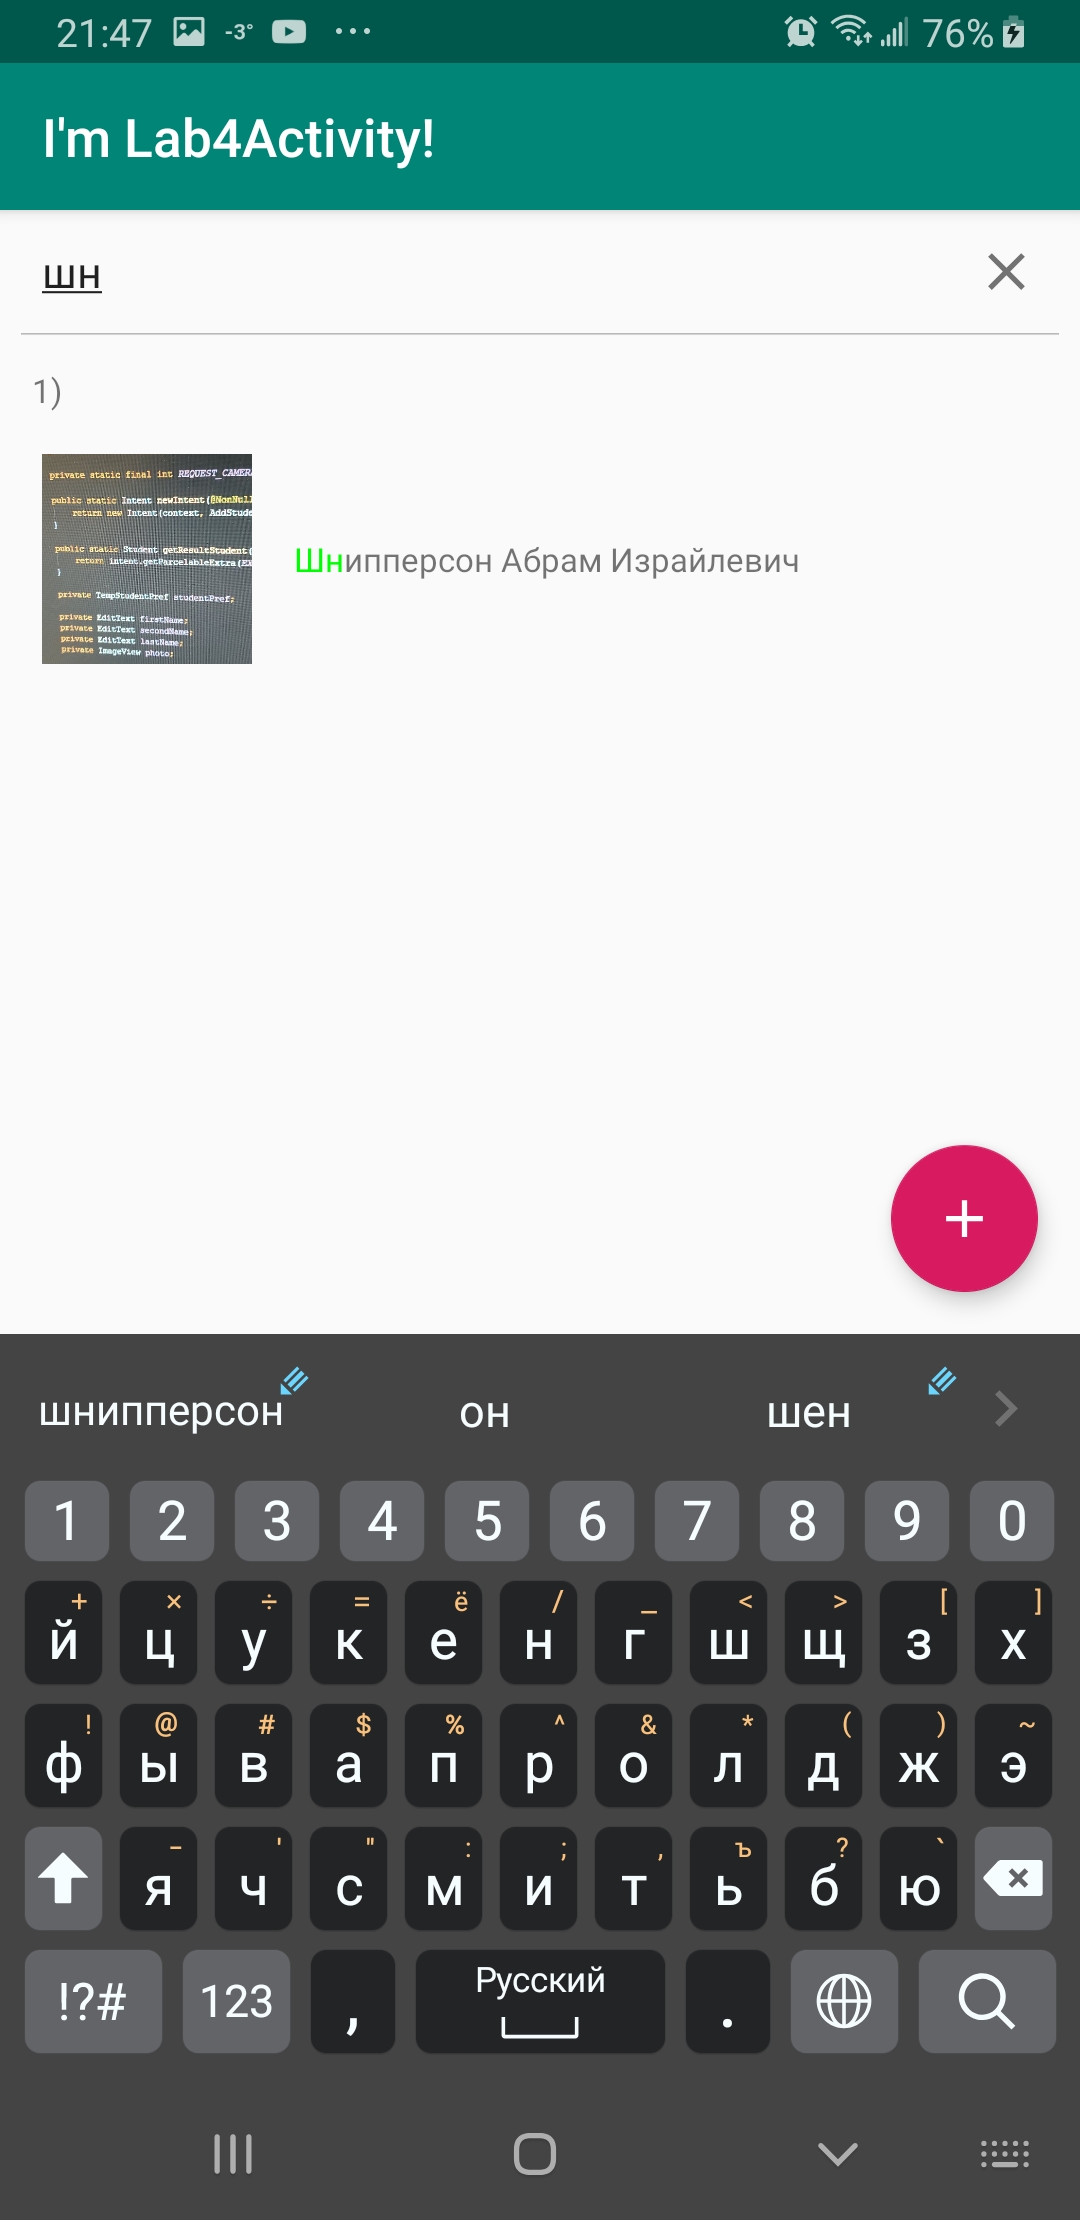 21:47 -3° 76%
I'm Lab4Activity!
шн
1)
private static final int REQUEST_CAMERA
public static Intent newIntent(@NonNull
return new Intent(context, AddStude
}
public static Student getResultStudent(
return intent.getParcelableExtra(EX
}
private TempStudentPref studentPref;
private EditText firstName;
private EditText secondName;
private EditText lastName;
private ImageView photo;
Шнипперсон Абрам Израйлевич
+
шнипперсон он шен
1 2 3 4 5 6 7 8 9 0
+ × ÷ = ё / _ < > [ ]
й ц у к е н г ш щ з х
! @ # $ % ^ & * ( ) ~
ф ы в а п р о л д ж э
- ' " : ; , ъ ? `
я ч с м и т ь б ю
!?# 123 , Русский .